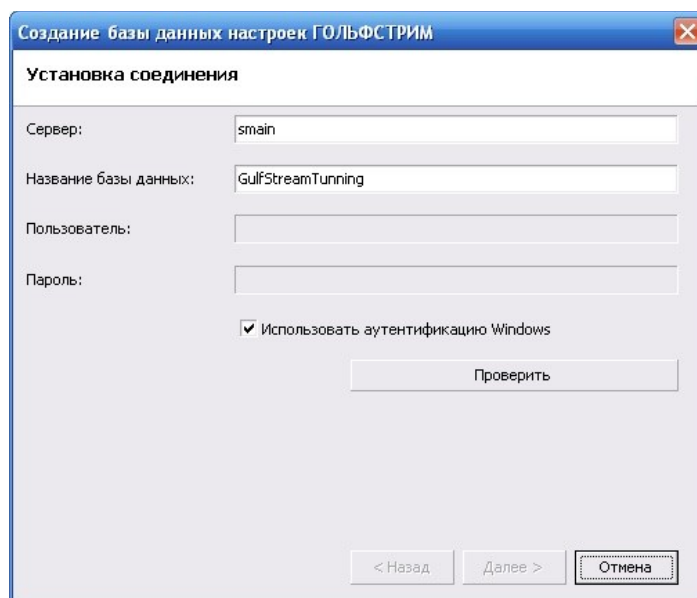 Создание базы данных настроек ГОЛЬФСТРИМ
Установка соединения
Сервер: smain
Название базы данных: GulfStreamTunning
Пользователь:
Пароль:
Использовать аутентификацию Windows
Проверить
< Назад Далее > Отмена